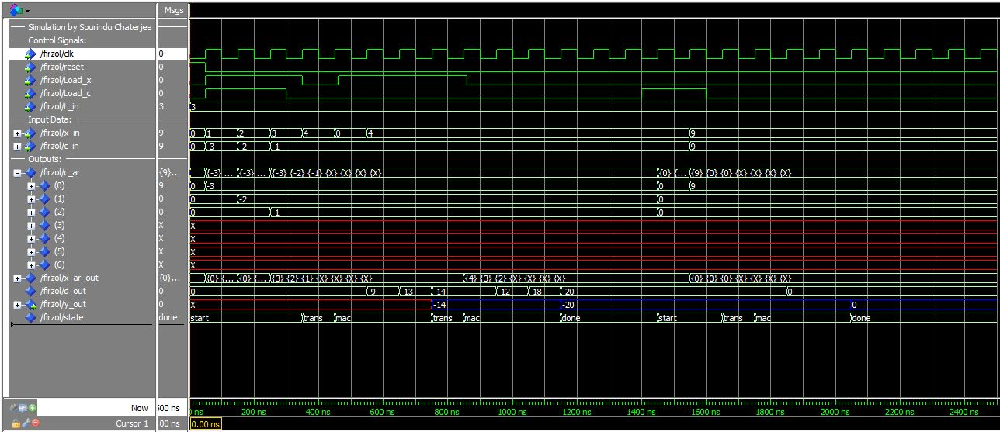 Msgs
Simulation by Sourindu Chaterjee
Control Signals:
/firzol/clk 0
/firzol/reset 0
/firzol/Load_x 0
/firzol/Load_c 0
/firzol/L_in 3 3
Input Data:
/firzol/x_in 9 0 1 2 3 4 0 4 9
/firzol/c_in 9 0 -3 -2 -1 9
Outputs:
/firzol/c_ar {9}... {-3} ... {-3} ... {-3} {-2} {-1} {X} {X} {X} {X} {0} {... {9} {0} {0} {X} {X} {X} {X}
(0) 9 0 -3 0 9
(1) 0 0 -2 0
(2) 0 0 -1 0
(3) X X
(4) X X
(5) X X
(6) X X
/firzol/x_ar_out {0}... {0} {... {0} ... {3} {2} {1} {X} {X} {X} {X} {4} {3} {2} {X} {X} {X} {X} {0} {0} {0} {X} {X} {X} {X}
/firzol/d_out 0 0 -9 -13 -14 -12 -18 -20 0
/firzol/y_out 0 X -14 -20 0
/firzol/state done start trans mac trans mac done start trans mac done
Now 500 ns 0 ns 200 ns 400 ns 600 ns 800 ns 1000 ns 1200 ns 1400 ns 1600 ns 1800 ns 2000 ns 2200 ns 2400 ns
Cursor 1 .00 ns 0.00 ns